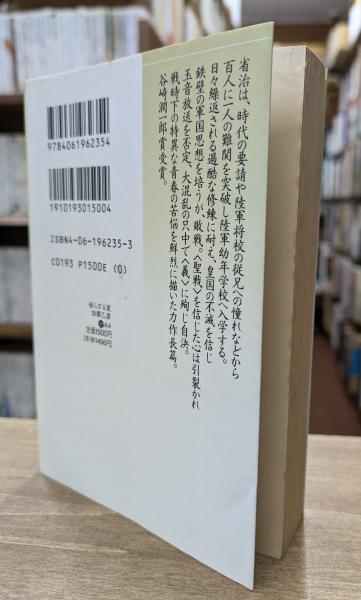 省治は、時代の要請や陸軍将校の従兄への憧れなどから
百人に一人の難関を突破し陸軍幼年学校へ入学する。
日々繰返される過酷な修練に耐え、皇国の不滅を信じ
鉄壁の軍国思想を培うが、敗戦。〈聖戦〉を信じた心は引裂かれ
玉音放送を否定、大混乱の只中で〈義〉に殉じ自決。
戦時下の特異な青春の苦悩を鮮烈に描いた力作長篇。
谷崎潤一郎賞受賞。
9784061962354
1910193015004
ISBN4-06-196235-3
C0193 P1500E (0)
帰らざる夏
加賀乙彦
A4
定価1500円